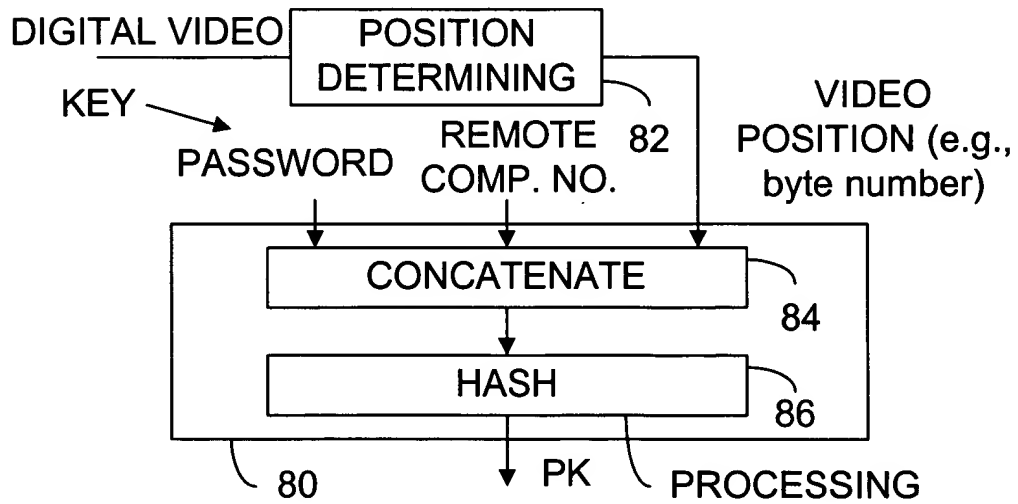 DIGITAL VIDEO
POSITION
DETERMINING
82
KEY
PASSWORD
REMOTE
COMP. NO.
VIDEO
POSITION (e.g.,
byte number)
CONCATENATE
84
HASH
86
80
PK
PROCESSING